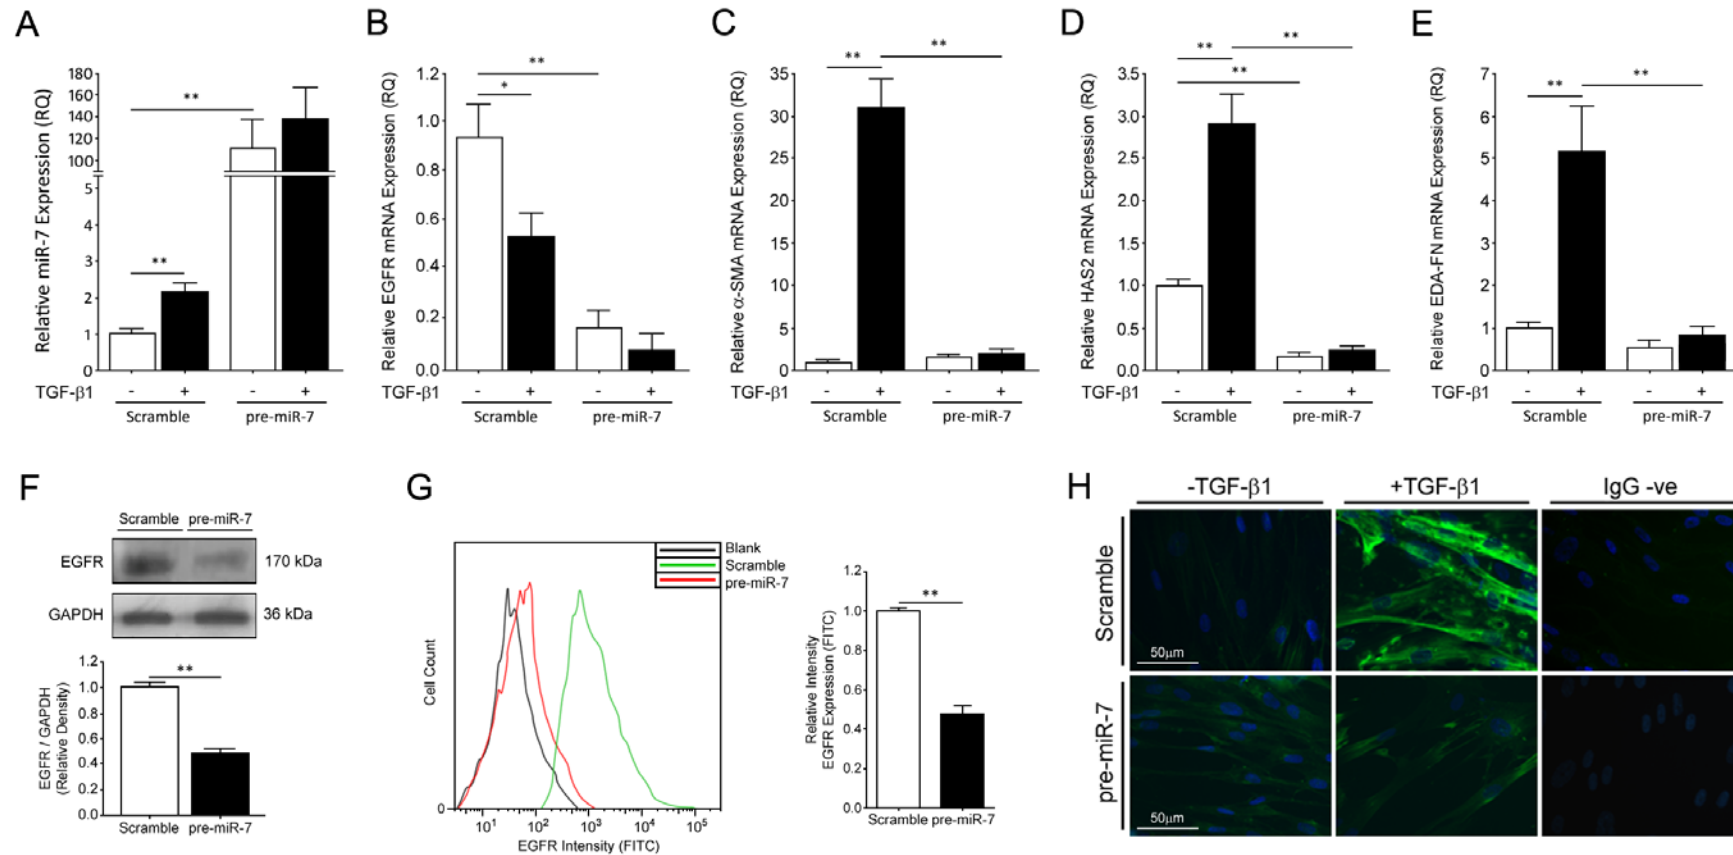 A
Relative miR-7 Expression (RQ)
180
160
140
120
100
5
4
3
2
1
0
**
**
TGF-β1 - + - +
Scramble pre-miR-7
B
Relative EGFR mRNA Expression (RQ)
1.2
1.0
0.8
0.6
0.4
0.2
0.0
**
*
TGF-β1 - + - +
Scramble pre-miR-7
C
Relative α-SMA mRNA Expression (RQ)
35
30
25
20
15
10
5
0
** **
TGF-β1 - + - +
Scramble pre-miR-7
D
Relative HAS2 mRNA Expression (RQ)
3.5
3.0
2.5
2.0
1.5
1.0
0.5
0.0
** **
**
TGF-β1 - + - +
Scramble pre-miR-7
E
Relative EDA-FN mRNA Expression (RQ)
7
6
5
4
3
2
1
0
** **
TGF-β1 - + - +
Scramble pre-miR-7
F
Scramble pre-miR-7
EGFR 170 kDa
GAPDH 36 kDa
EGFR / GAPDH
(Relative Density)
1.2
1.0
0.8
0.6
0.4
0.2
0.0
**
Scramble pre-miR-7
G
Blank
Scramble
pre-miR-7
Cell Count
0
10¹ 10² 10³ 10⁴ 10⁵
EGFR Intensity (FITC)
Relative Intensity
EGFR Expression (FITC)
1.2
1.0
0.8
0.6
0.4
0.2
0.0
**
Scramble pre-miR-7
H
-TGF-β1 +TGF-β1 IgG -ve
Scramble
50μm
pre-miR-7
50μm